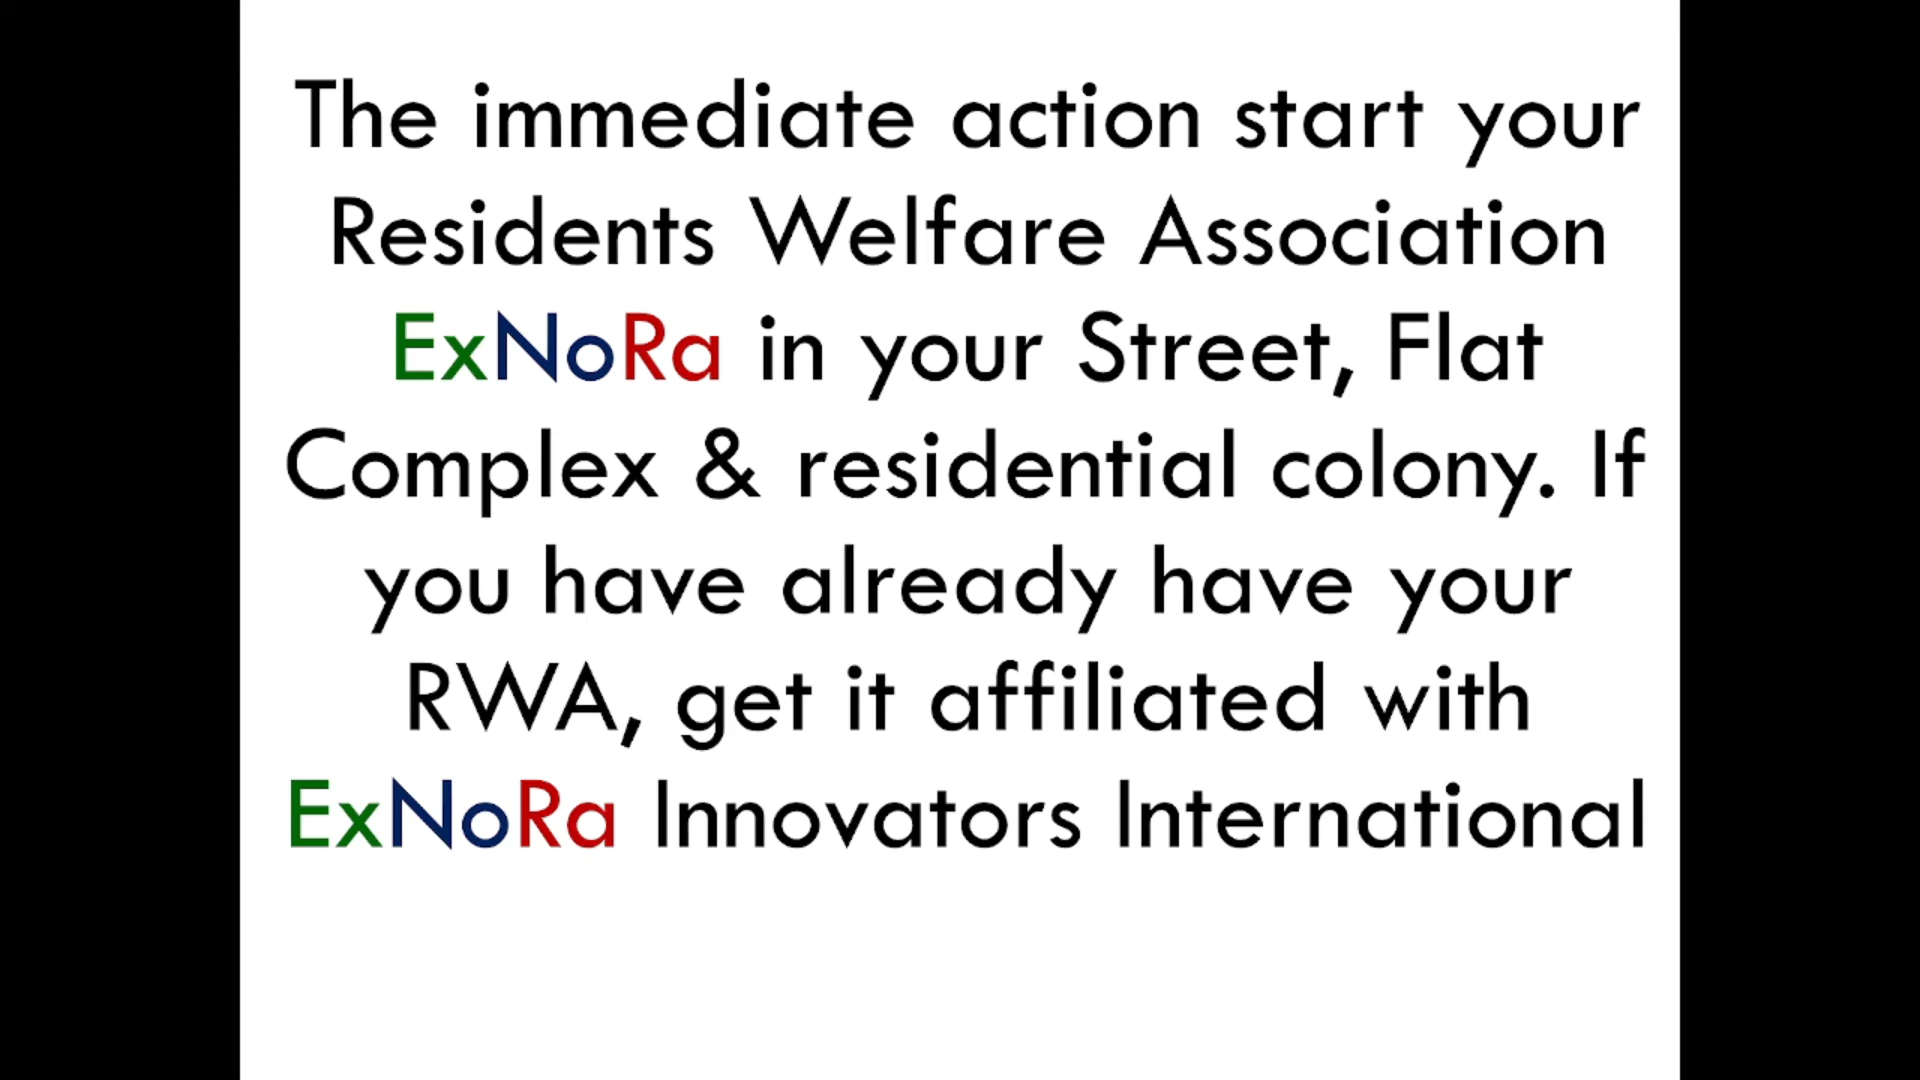 The immediate action start your
Residents Welfare Association
ExNoRa in your Street, Flat
Complex & residential colony. If
you have already have your
RWA, get it affiliated with
ExNoRa Innovators International